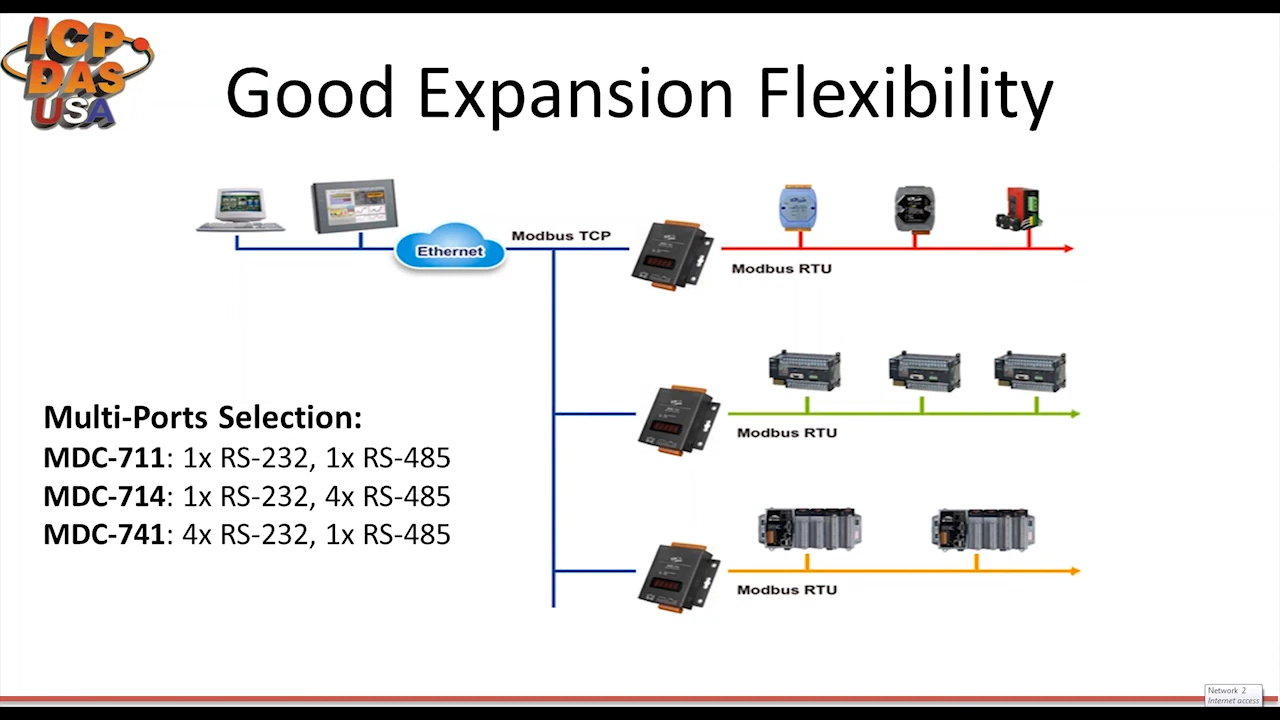 ICP
DAS
USA
Good Expansion Flexibility
Ethernet
Modbus TCP
Modbus RTU
Modbus RTU
Modbus RTU
Multi-Ports Selection:
MDC-711: 1x RS-232, 1x RS-485
MDC-714: 1x RS-232, 4x RS-485
MDC-741: 4x RS-232, 1x RS-485
Network 2
Internet access